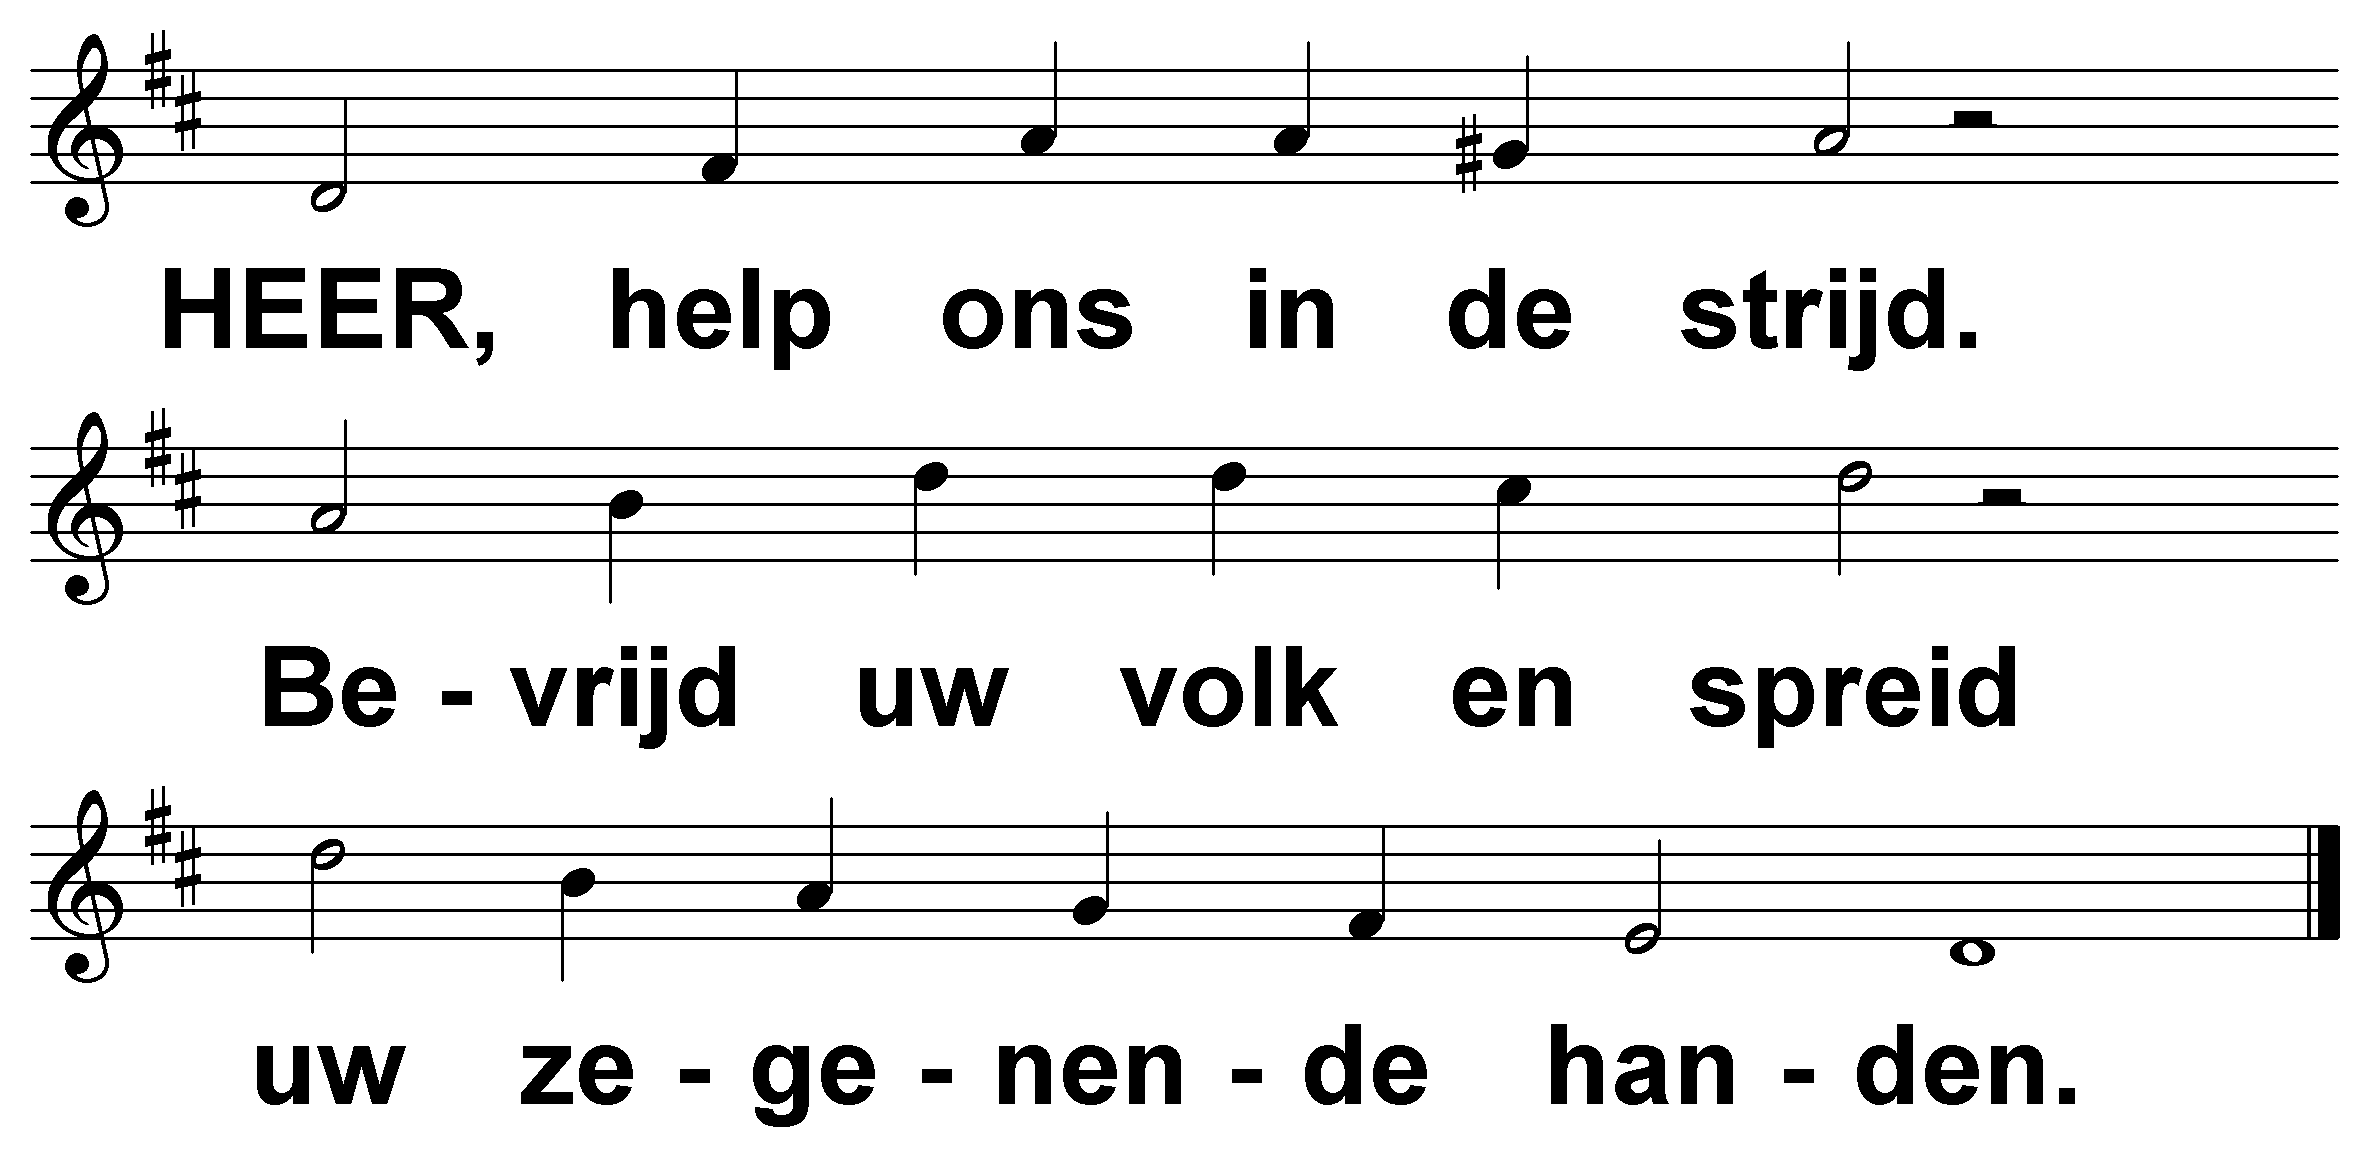 HEER, help ons in de strijd.
Be - vrijd uw volk en spreid
uw ze - ge - nen - de han - den.